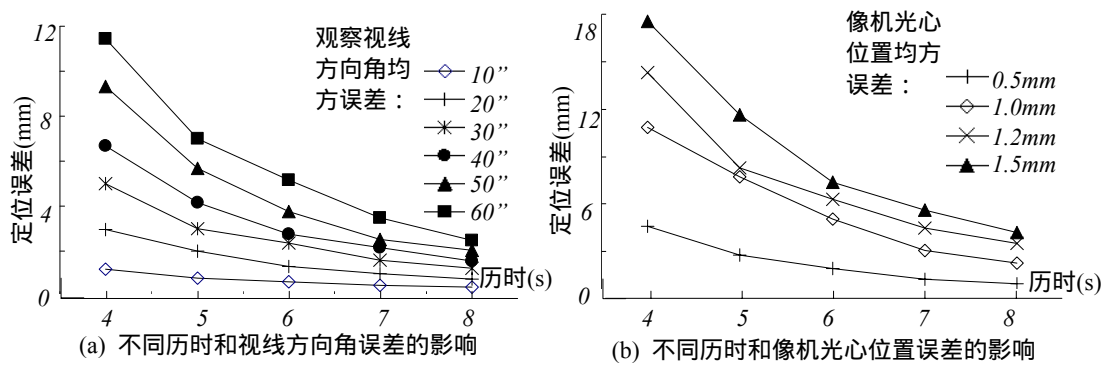 观察视线
方向角均
方误差：
10”
20”
30”
40”
50”
60”
定位误差(mm)
12
8
4
0
4
5
6
7
8
历时(s)
(a) 不同历时和视线方向角误差的影响
像机光心
位置均方
误差：
0.5mm
1.0mm
1.2mm
1.5mm
定位误差(mm)
18
12
6
0
4
5
6
7
8
历时(s)
(b) 不同历时和像机光心位置误差的影响